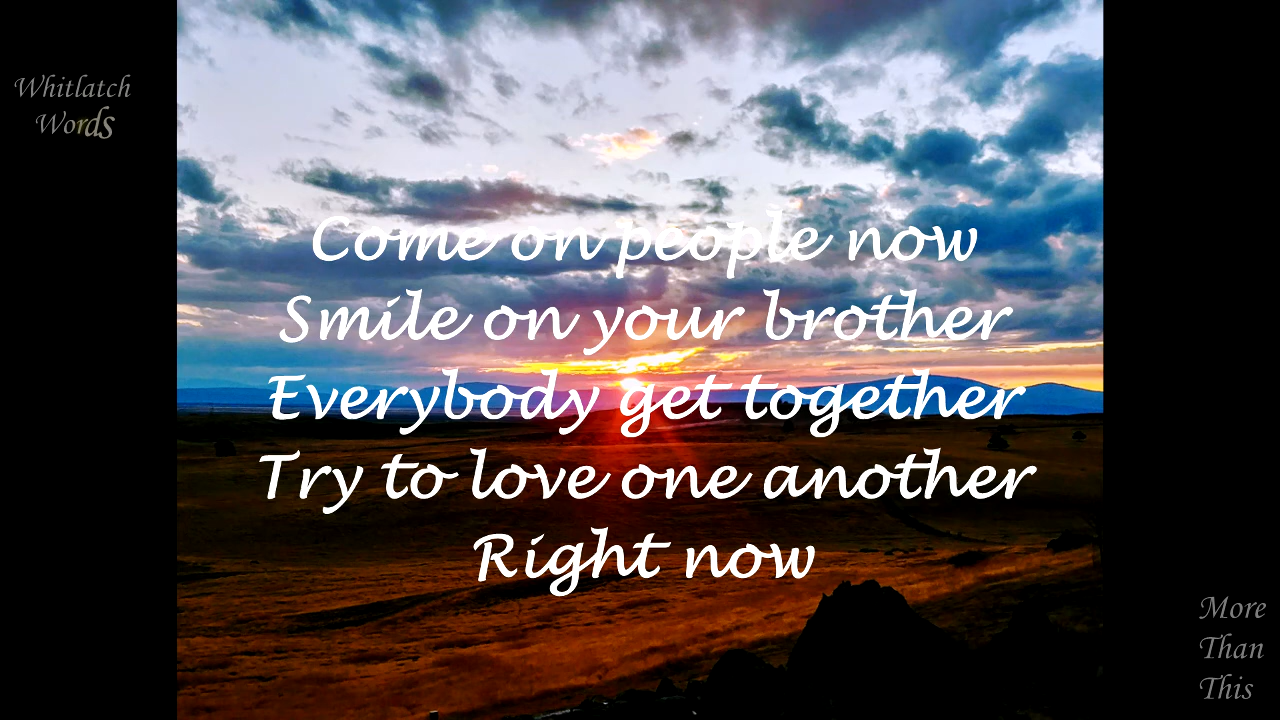 Whitlatch
Words
Come on people now
Smile on your brother
Everybody get together
Try to love one another
Right now
More
Than
This